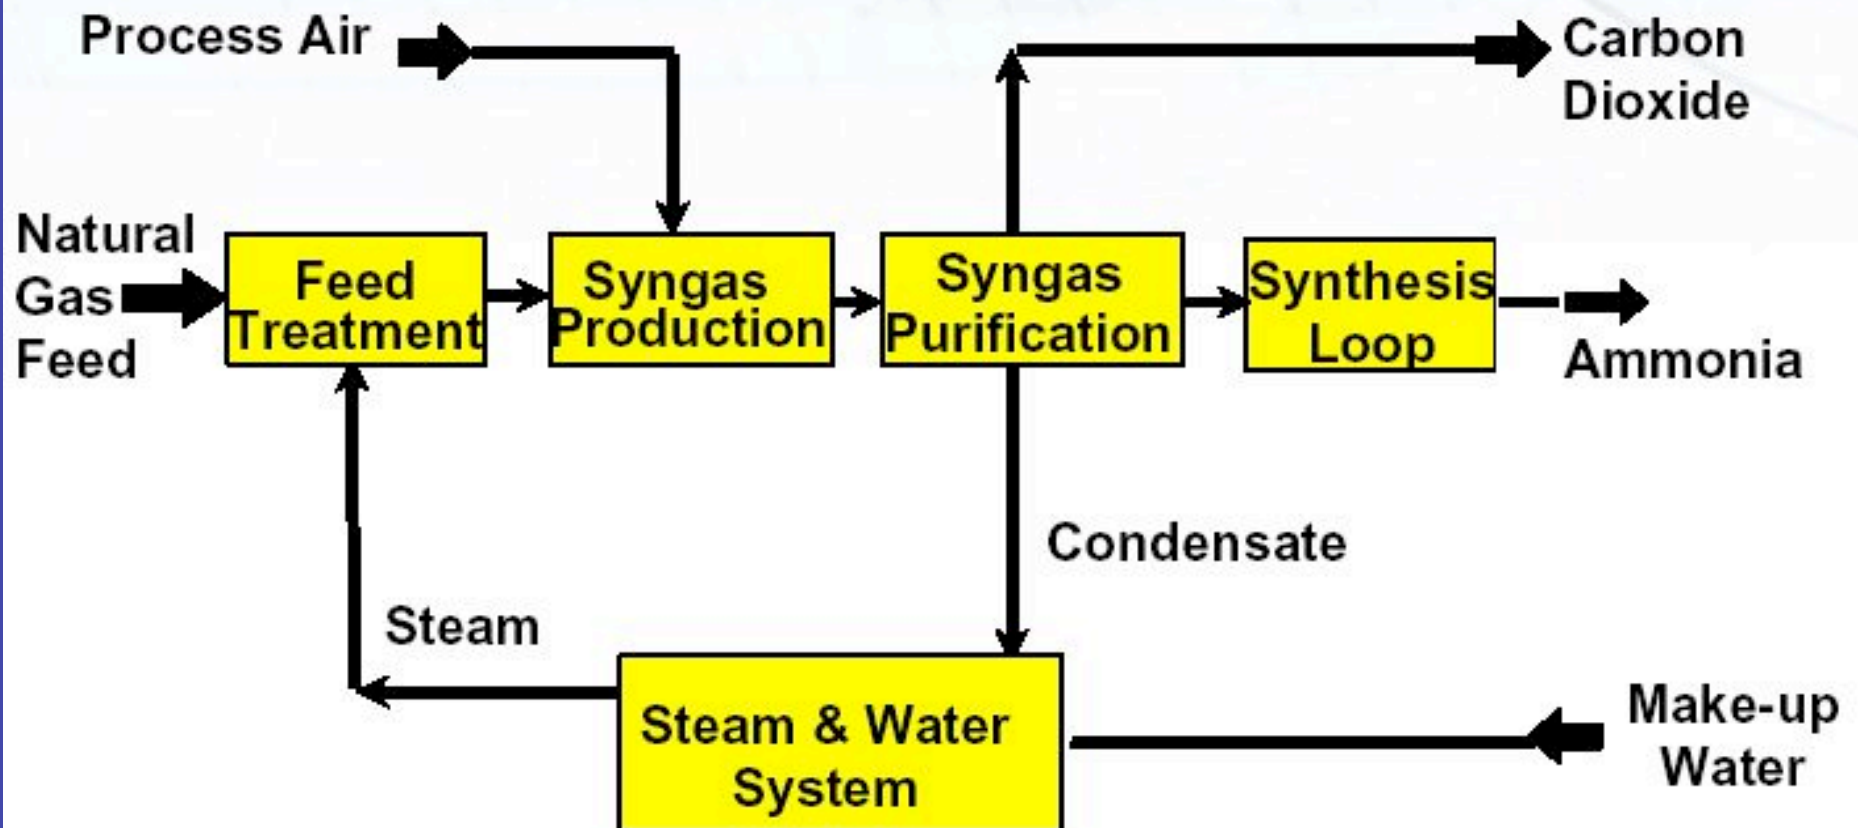 Process Air
Carbon
Dioxide
Natural
Gas
Feed
Feed
Treatment
Syngas
Production
Syngas
Purification
Synthesis
Loop
Ammonia
Condensate
Steam
Steam & Water
System
Make-up
Water